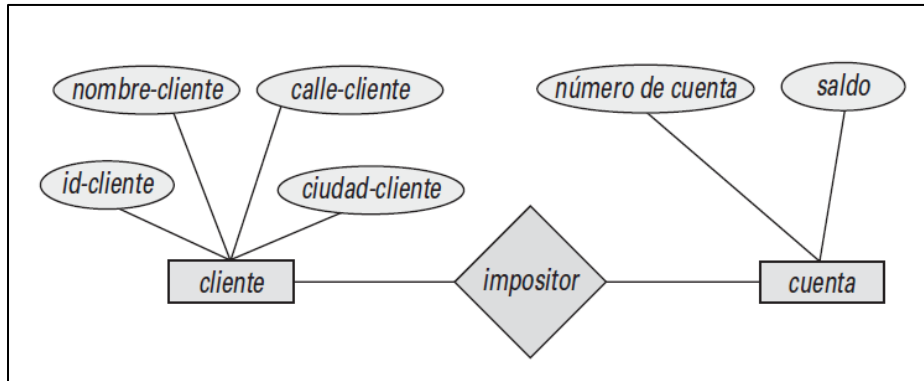 nombre-cliente
calle-cliente
número de cuenta
saldo
id-cliente
ciudad-cliente
cliente
impositor
cuenta